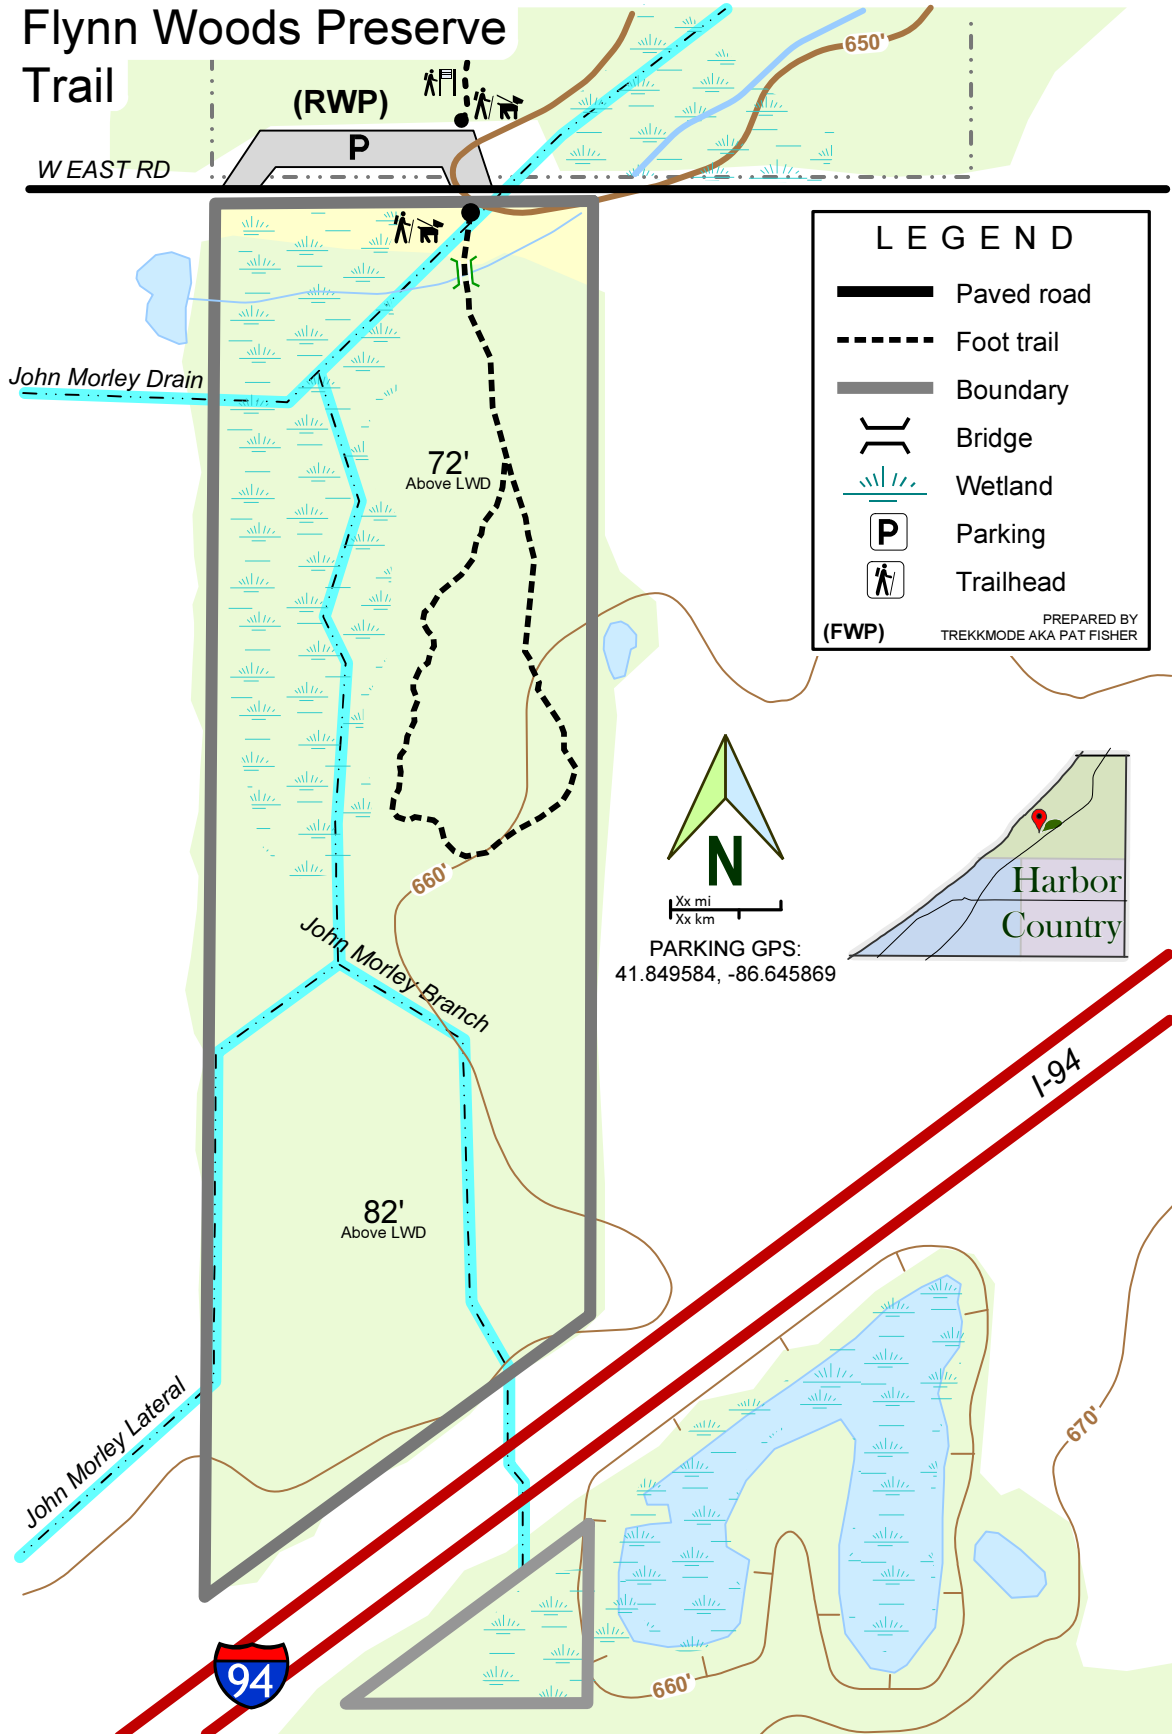 Flynn Woods Preserve
Trail
650'
(RWP)
P
W EAST RD
LEGEND
Paved road
Foot trail
Boundary
Bridge
Wetland
P
Parking
Trailhead
(FWP)
PREPARED BY
TREKKMODE AKA PAT FISHER
John Morley Drain
72'
Above LWD
N
Xx mi
Xx km
PARKING GPS:
41.849584, -86.645869
Harbor
Country
660'
John Morley Branch
I-94
82'
Above LWD
John Morley Lateral
670'
94
660'